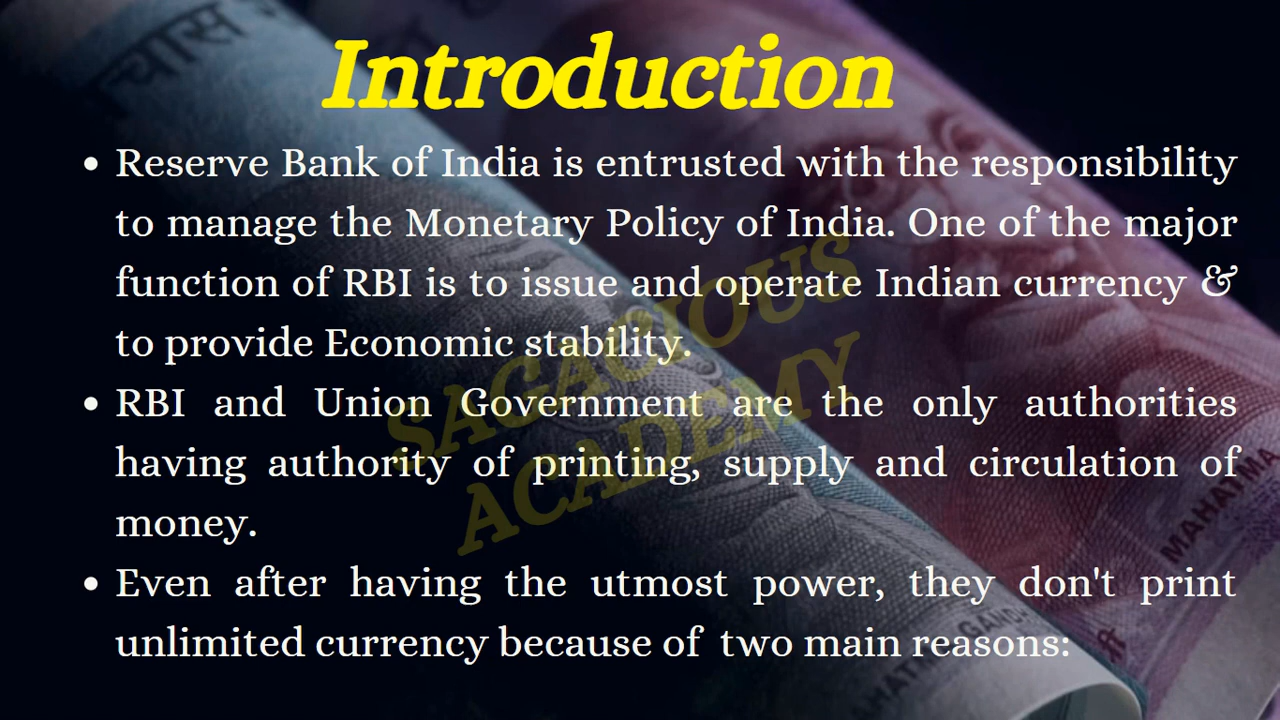 न्यास
Introduction
• Reserve Bank of India is entrusted with the responsibility
to manage the Monetary Policy of India. One of the major
function of RBI is to issue and operate Indian currency &
to provide Economic stability.
• RBI and Union Government are the only authorities
having authority of printing, supply and circulation of
money.
• Even after having the utmost power, they don't print
unlimited currency because of two main reasons:
SAGACIOUS
ACADEMY
MAHATMA
GANDHI